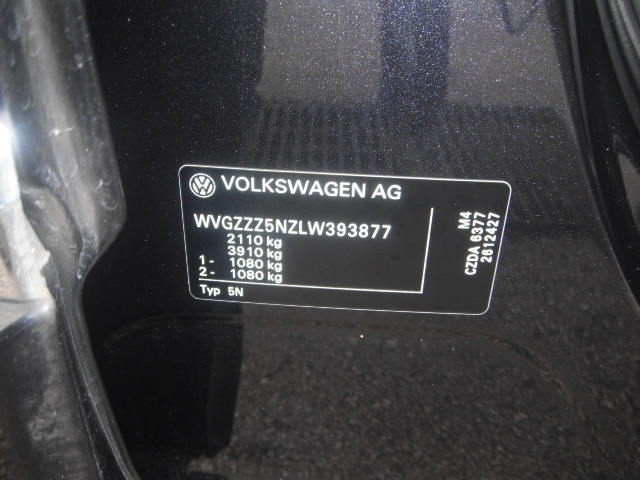 VOLKSWAGEN AG
WVGZZZ5NZLW393877
2110 kg
3910 kg
1- 1080 kg
2- 1080 kg
Typ 5N
M4
CZDA 6377
2612427